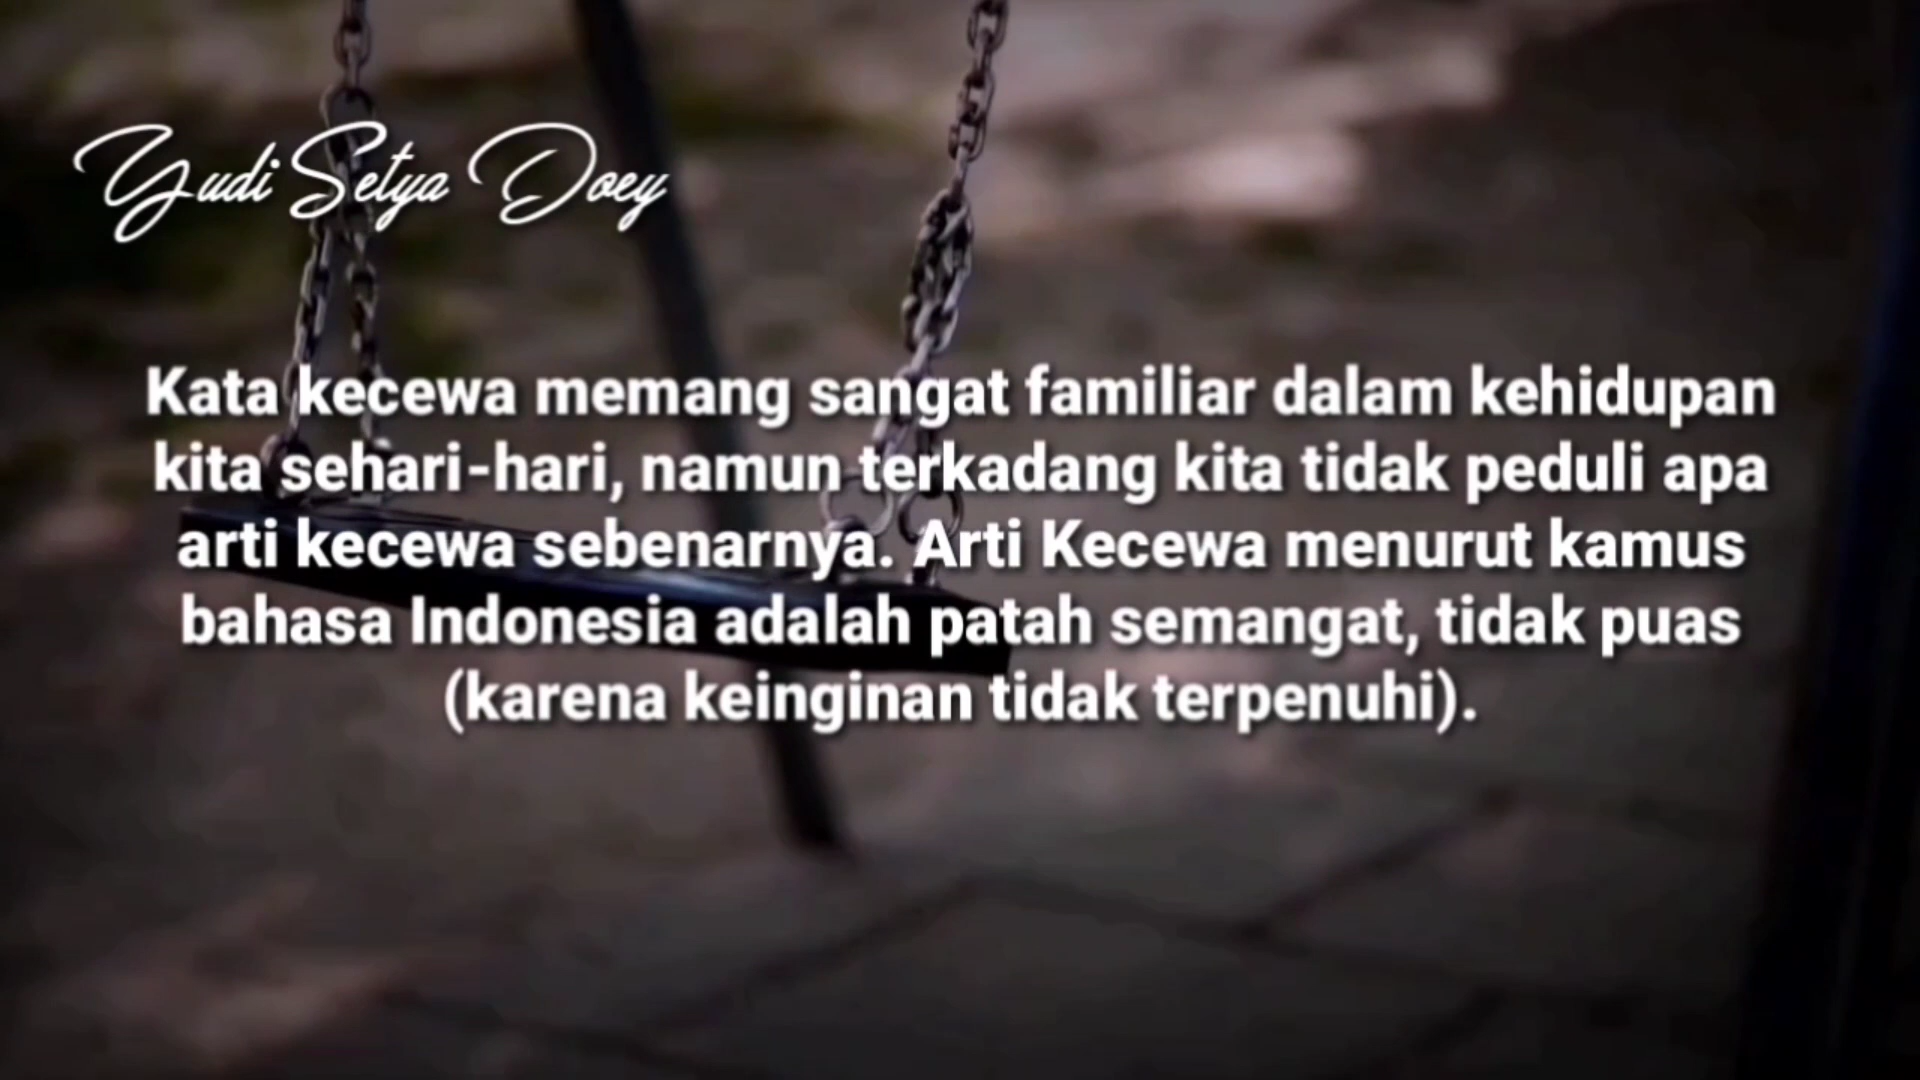 Yudi Setya Doey
Kata kecewa memang sangat familiar dalam kehidupan
kita sehari-hari, namun terkadang kita tidak peduli apa
arti kecewa sebenarnya. Arti Kecewa menurut kamus
bahasa Indonesia adalah patah semangat, tidak puas
(karena keinginan tidak terpenuhi).